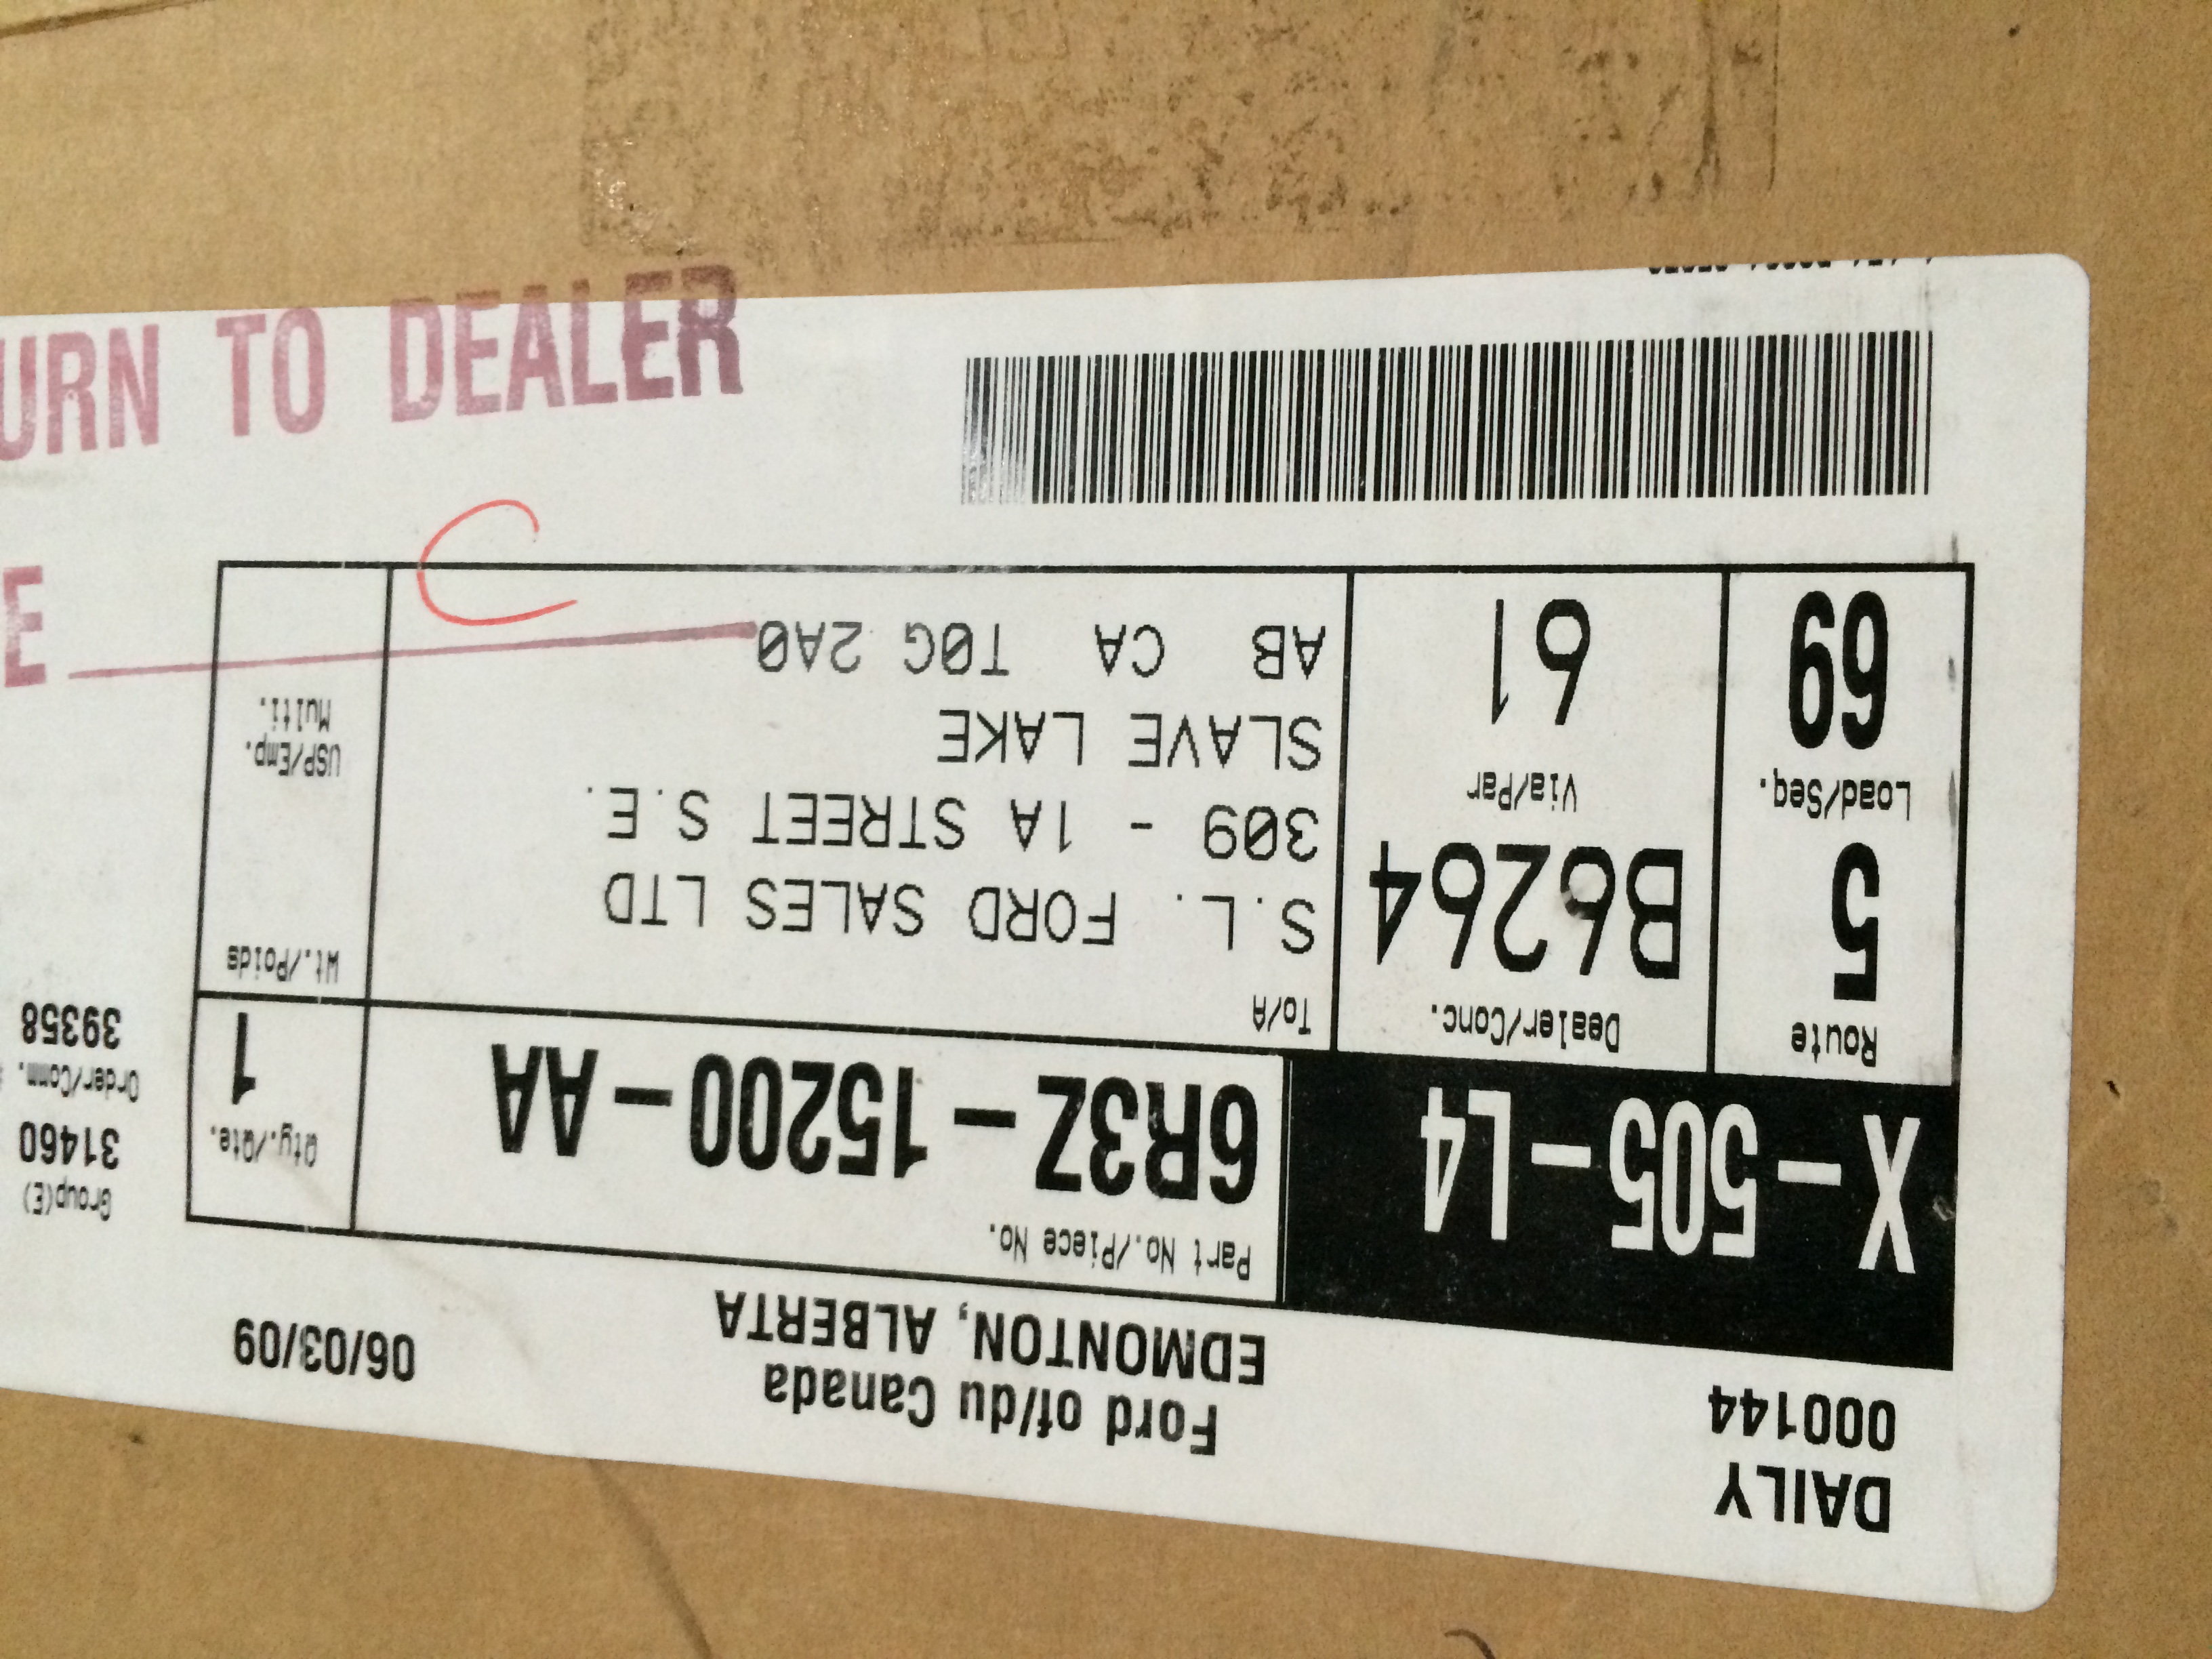 DAILY
000144
Ford of/du Canada
EDMONTON, ALBERTA
06/03/09
X-505-L4
Part No./Piece No.
6R3Z-15200-AA
Qty./Qte.
1
Group(E)
31460
Order/Comm.
39358
Route
5
Load/Seq.
69
Dealer/Conc.
B6264
Via/Par
61
To/A
S.L. FORD SALES LTD
309 - 1A STREET S.E.
SLAVE LAKE
AB CA T0G 2A0
Wt./Poids
USP/Emp.
Multi.
URN TO DEALER
E
C